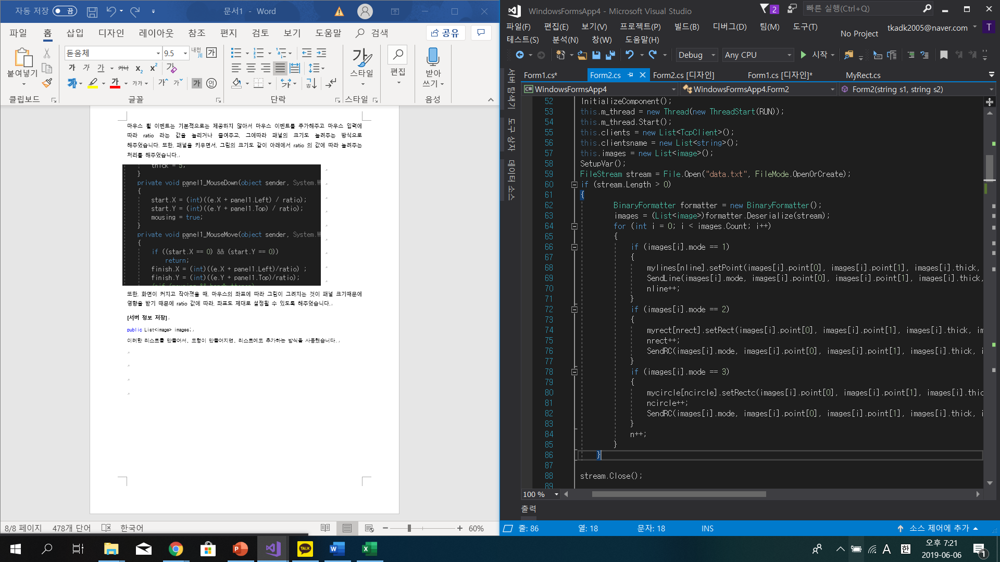 자동 저장 끔
문서1 - Word
파일 홈 삽입 디자인 레이아웃 참조 편지 검토 보기 도움말 검색 공유
돋움체 9.5
붙여넣기
스타일
편집
받아쓰기
클립보드 글꼴 단락 스타일 음성
마우스 휠 이벤트는 기본적으로는 제공하지 않아서 마우스 이벤트를 추가해주고 마우스 입력에
따라 ratio 라는 값을 늘리거나 줄여주고, 그에따라 패널의 크기도 늘려주는 방식으로
해주었습니다. 또한, 패널을 키우면서, 그림의 크기도 같이 아래에서 ratio 의 값에 따라 늘려주는
처리를 해주었습니다.
thick = 5;
}
private void panel1_MouseDown(object sender, System.W
{
start.X = (int)((e.X + panel1.Left) / ratio);
start.Y = (int)((e.Y + panel1.Top) / ratio);
mousing = true;
}
private void panel1_MouseMove(object sender, System.W
{
if ((start.X == 0) && (start.Y == 0))
return;
finish.X = (int)((e.X + panel1.Left)/ratio) ;
finish.Y = (int)((e.Y + panel1.Top)/ratio);
또한, 화면이 커지고 작아졌을 때, 마우스의 좌표에 따라 그림이 그려지는 것이 패널 크기때문에
영향을 받기 때문에 ratio 값에 따라, 좌표도 제대로 설정될 수 있도록 해주었습니다.
[서버 정보 저장]
public List<image> images;
이러한 리스트를 만들어서, 도형이 만들어지면, 리스트에도 추가하는 방식을 사용했습니다.
8/8 페이지 478개 단어 한국어 60%
WindowsFormsApp4 - Microsoft Visual Studio
2
빠른 실행(Ctrl+Q)
파일(F) 편집(E) 보기(V) 프로젝트(P) 빌드(B) 디버그(D) 팀(M) 도구(T)
테스트(S) 분석(N) 창(W) 도움말(H)
No Project
tkadk2005@naver.com T
Debug Any CPU 시작
서버 탐색기
도구 상자
데이터 소스
Form1.cs* Form2.cs Form2.cs [디자인] Form1.cs [디자인]* MyRect.cs
WindowsFormsApp4 WindowsFormsApp4.Form2 Form2(string s1, string s2)
52 InitializeComponent();
53 this.m_thread = new Thread(new ThreadStart(RUN));
54 this.m_thread.Start();
55 this.clients = new List<TcpClient>();
56 this.clientsname = new List<string>();
57 this.images = new List<image>();
58 SetupVar();
59 FileStream stream = File.Open("data.txt", FileMode.OpenOrCreate);
60 if (stream.Length > 0)
61 {
62 BinaryFormatter formatter = new BinaryFormatter();
63 images = (List<image>)formatter.Deserialize(stream);
64 for (int i = 0; i < images.Count; i++)
65 {
66 if (images[i].mode == 1)
67 {
68 mylines[nline].setPoint(images[i].point[0], images[i].point[1], images[i].thick,
69 SendLine(images[i].mode, images[i].point[0], images[i].point[1], images[i].thick,
70 nline++;
71 }
72 if (images[i].mode == 2)
73 {
74 myrect[nrect].setRect(images[i].point[0], images[i].point[1], images[i].thick, im
75 nrect++;
76 SendRC(images[i].mode, images[i].point[0], images[i].point[1], images[i].thick, i
77 }
78 if (images[i].mode == 3)
79 {
80 mycircle[ncircle].setRectc(images[i].point[0], images[i].point[1], images[i].thic
81 ncircle++;
82 SendRC(images[i].mode, images[i].point[0], images[i].point[1], images[i].thick, i
83 }
84 n++;
85 }
86 }
87
88 stream.Close();
89
100 %
출력
줄: 86 열: 18 문자: 18 INS 소스 제어에 추가
TALK
A 한
오후 7:21
2019-06-06
1